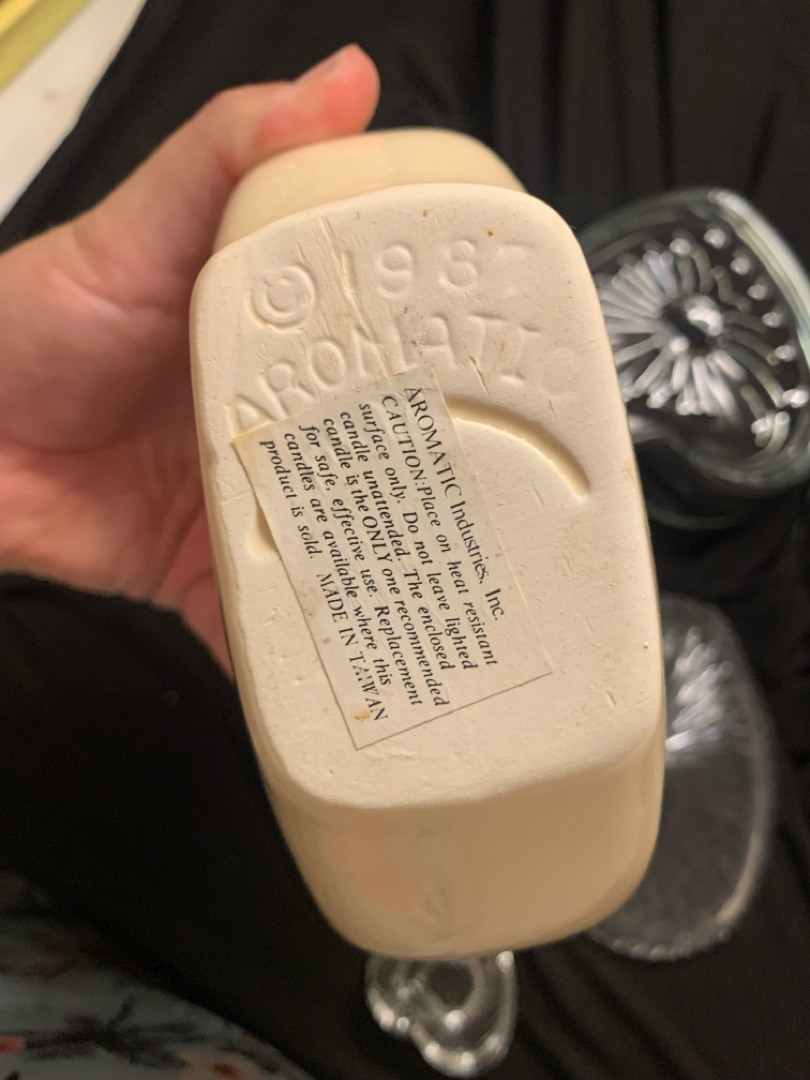 © 198
AROMATIC
AROMATIC Industries, Inc.
CAUTION:Place on heat resistant
surface only. Do not leave lighted
candle unattended. The enclosed
candle is the ONLY one recommended
for safe, effective use. Replacement
candles are available where this
product is sold. MADE IN TAIWAN